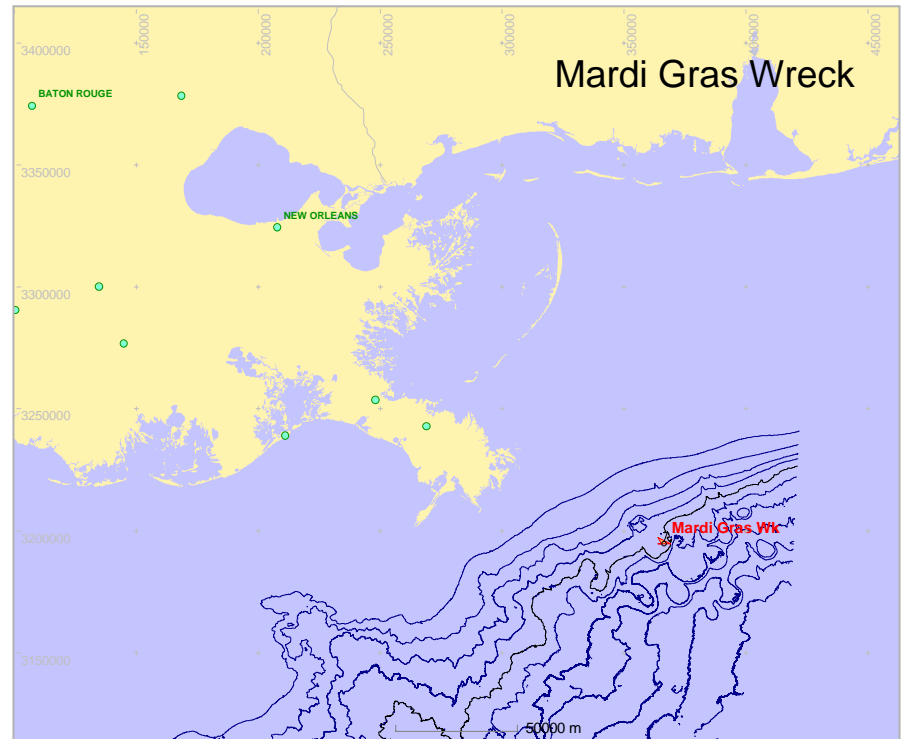 150000
200000
250000
300000
350000
400000
450000
3400000
Mardi Gras Wreck
BATON ROUGE
3350000
NEW ORLEANS
3300000
3250000
Mardi Gras Wk
3200000
3150000
50000 m